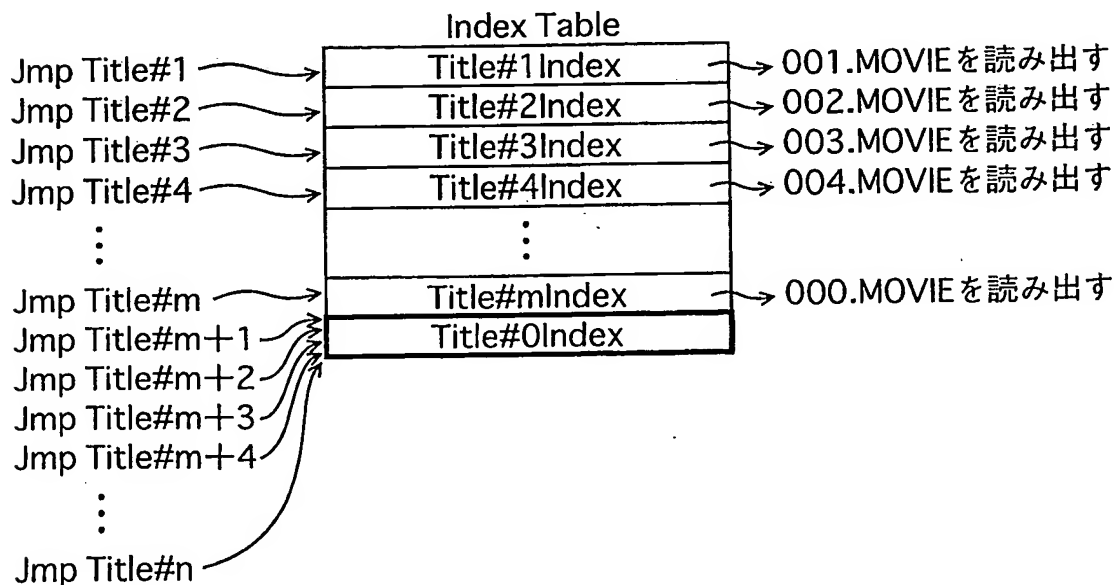 Index Table
Jmp Title#1 Title#1Index 001.MOVIEを読み出す
Jmp Title#2 Title#2Index 002.MOVIEを読み出す
Jmp Title#3 Title#3Index 003.MOVIEを読み出す
Jmp Title#4 Title#4Index 004.MOVIEを読み出す
Jmp Title#m Title#mIndex 000.MOVIEを読み出す
Jmp Title#m+1 Title#0Index
Jmp Title#m+2
Jmp Title#m+3
Jmp Title#m+4
Jmp Title#n